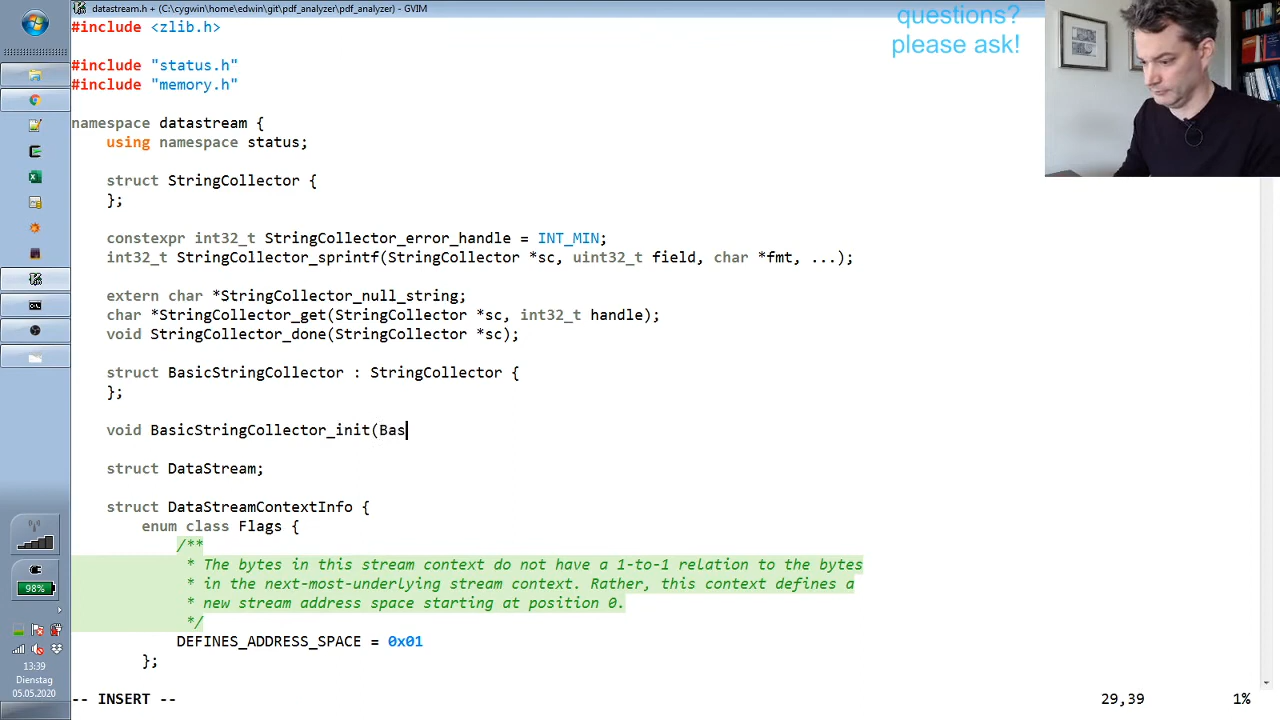 datastream.h + (C:\cygwin\home\edwin\git\pdf_analyzer\pdf_analyzer) - GVIM
questions?
please ask!
#include <zlib.h>
#include "status.h"
#include "memory.h"
namespace datastream {
using namespace status;
struct StringCollector {
};
constexpr int32_t StringCollector_error_handle = INT_MIN;
int32_t StringCollector_sprintf(StringCollector *sc, uint32_t field, char *fmt, ...);
extern char *StringCollector_null_string;
char *StringCollector_get(StringCollector *sc, int32_t handle);
void StringCollector_done(StringCollector *sc);
struct BasicStringCollector : StringCollector {
};
void BasicStringCollector_init(Bas
struct DataStream;
struct DataStreamContextInfo {
enum class Flags {
/**
* The bytes in this stream context do not have a 1-to-1 relation to the bytes
* in the next-most-underlying stream context. Rather, this context defines a
* new stream address space starting at position 0.
*/
DEFINES_ADDRESS_SPACE = 0x01
};
-- INSERT --
29,39
1%
98%
13:39
Dienstag
05.05.2020